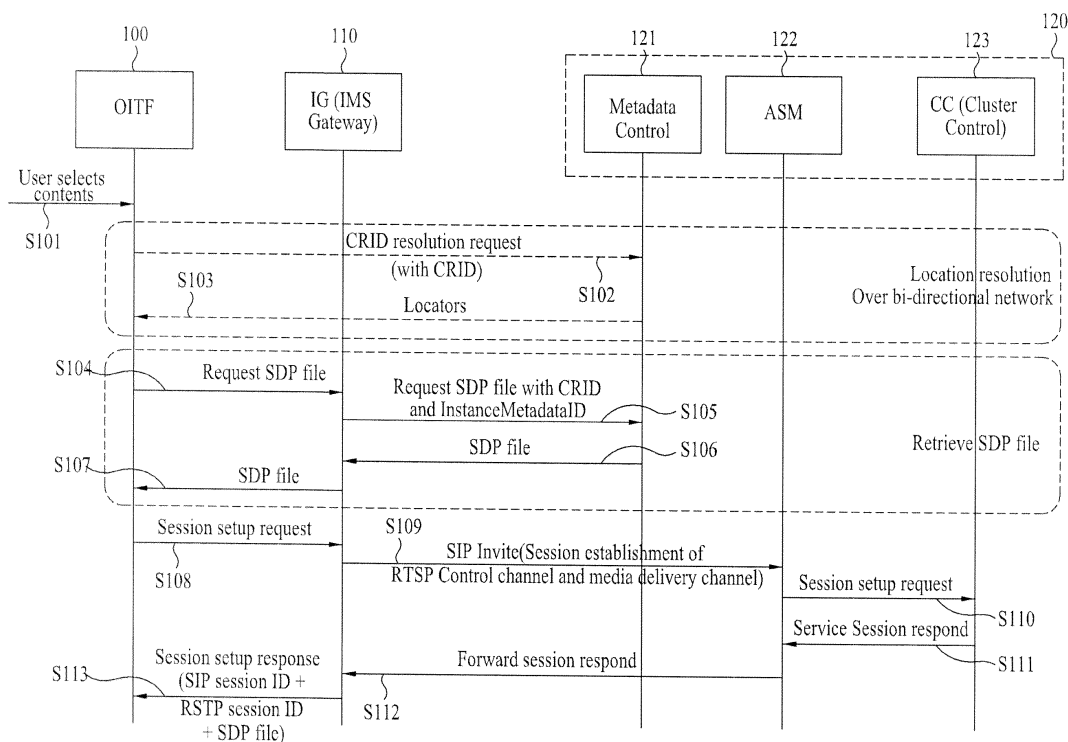 100
110
121
122
123
120
OITF
IG (IMS
Gateway)
Metadata
Control
ASM
CC (Cluster
Control)
User selects
contents
S101
CRID resolution request
(with CRID)
S102
S103
Locators
Location resolution
Over bi-directional network
S104
Request SDP file
Request SDP file with CRID
and InstanceMetadataID
S105
SDP file
S106
Retrieve SDP file
S107
SDP file
Session setup request
S108
S109
SIP Invite(Session establishment of
RTSP Control channel and media delivery channel)
Session setup request
S110
Service Session respond
S111
Forward session respond
S112
S113
Session setup response
(SIP session ID +
RSTP session ID
+ SDP file)